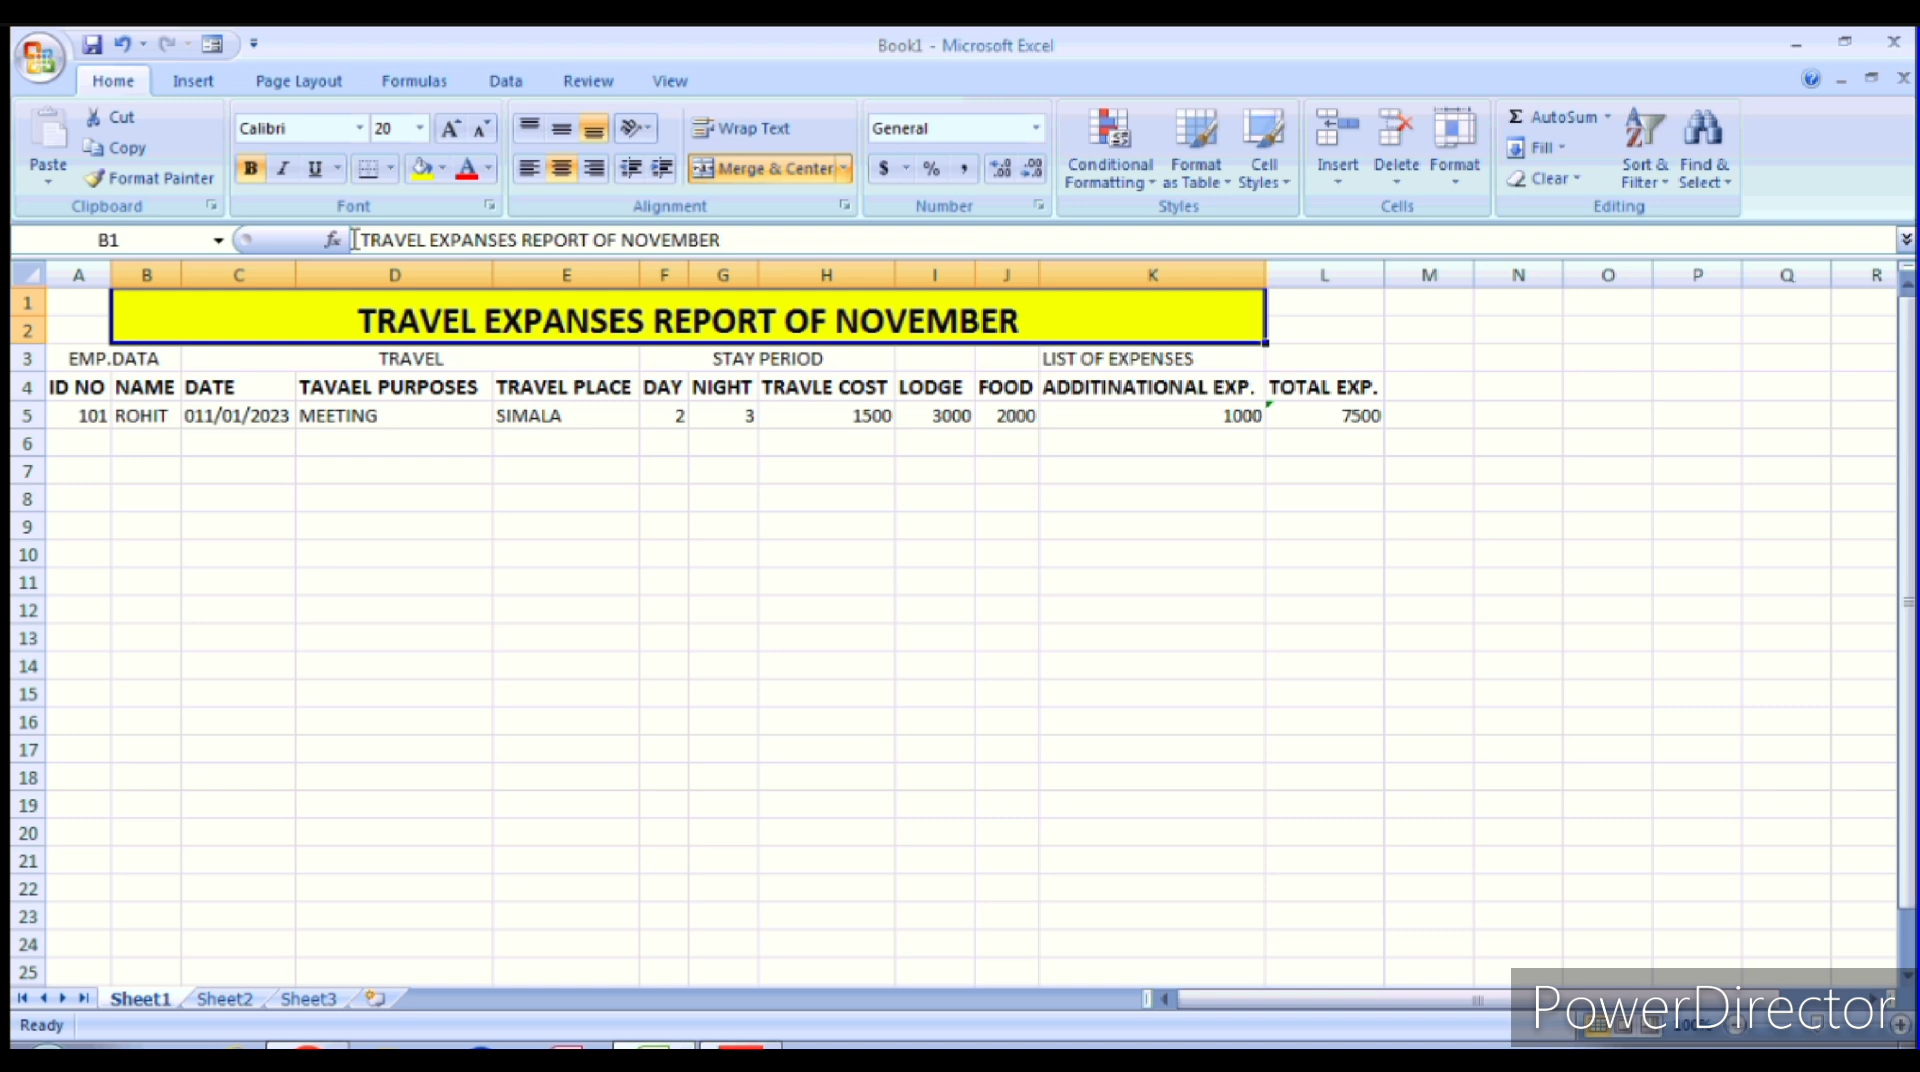 Book1 - Microsoft Excel
Home Insert Page Layout Formulas Data Review View
Paste Cut Copy Format Painter
Calibri 20
B I U
Wrap Text
Merge & Center
General
$ % ,
Conditional Formatting Format as Table Cell Styles
Insert Delete Format
Σ AutoSum
Fill
Clear
Sort & Filter Find & Select
Clipboard Font Alignment Number Styles Cells Editing
B1 fx TRAVEL EXPANSES REPORT OF NOVEMBER
A B C D E F G H I J K L M N O P Q R
1 TRAVEL EXPANSES REPORT OF NOVEMBER
2
3 EMP.DATA TRAVEL STAY PERIOD LIST OF EXPENSES
4 ID NO NAME DATE TAVAEL PURPOSES TRAVEL PLACE DAY NIGHT TRAVLE COST LODGE FOOD ADDITINATIONAL EXP. TOTAL EXP.
5 101 ROHIT 011/01/2023 MEETING SIMALA 2 3 1500 3000 2000 1000 7500
6
7
8
9
10
11
12
13
14
15
16
17
18
19
20
21
22
23
24
25
Sheet1 Sheet2 Sheet3
Ready 100%
PowerDirector